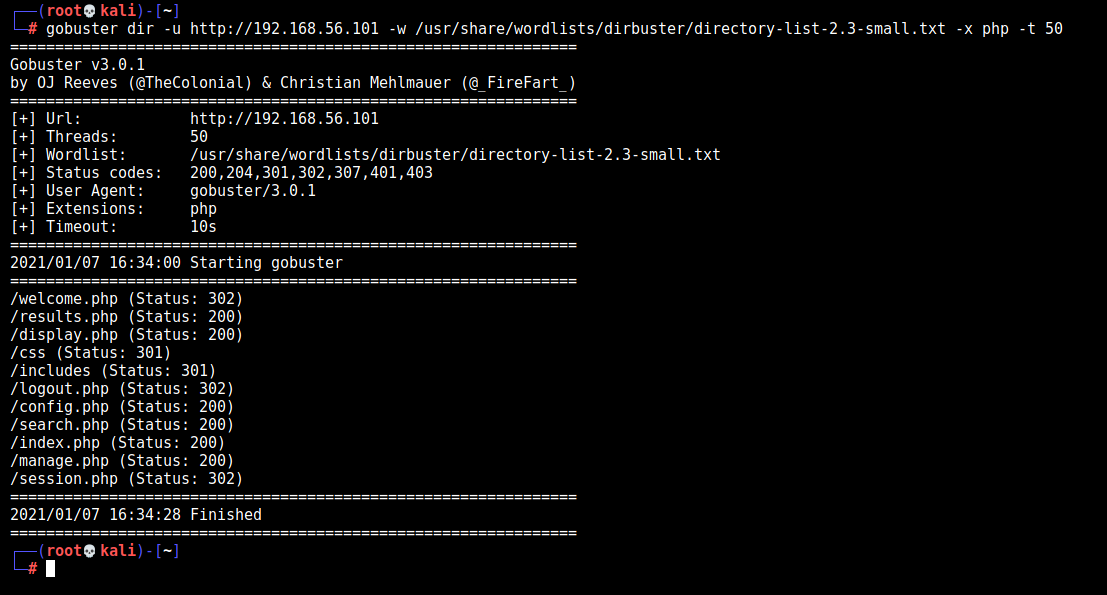 ┌──(root💀kali)-[~]
└─# gobuster dir -u http://192.168.56.101 -w /usr/share/wordlists/dirbuster/directory-list-2.3-small.txt -x php -t 50
===============================================================
Gobuster v3.0.1
by OJ Reeves (@TheColonial) & Christian Mehlmauer (@_FireFart_)
===============================================================
[+] Url:            http://192.168.56.101
[+] Threads:        50
[+] Wordlist:       /usr/share/wordlists/dirbuster/directory-list-2.3-small.txt
[+] Status codes:   200,204,301,302,307,401,403
[+] User Agent:     gobuster/3.0.1
[+] Extensions:     php
[+] Timeout:        10s
===============================================================
2021/01/07 16:34:00 Starting gobuster
===============================================================
/welcome.php (Status: 302)
/results.php (Status: 200)
/display.php (Status: 200)
/css (Status: 301)
/includes (Status: 301)
/logout.php (Status: 302)
/config.php (Status: 200)
/search.php (Status: 200)
/index.php (Status: 200)
/manage.php (Status: 200)
/session.php (Status: 302)
===============================================================
2021/01/07 16:34:28 Finished
===============================================================
┌──(root💀kali)-[~]
└─#